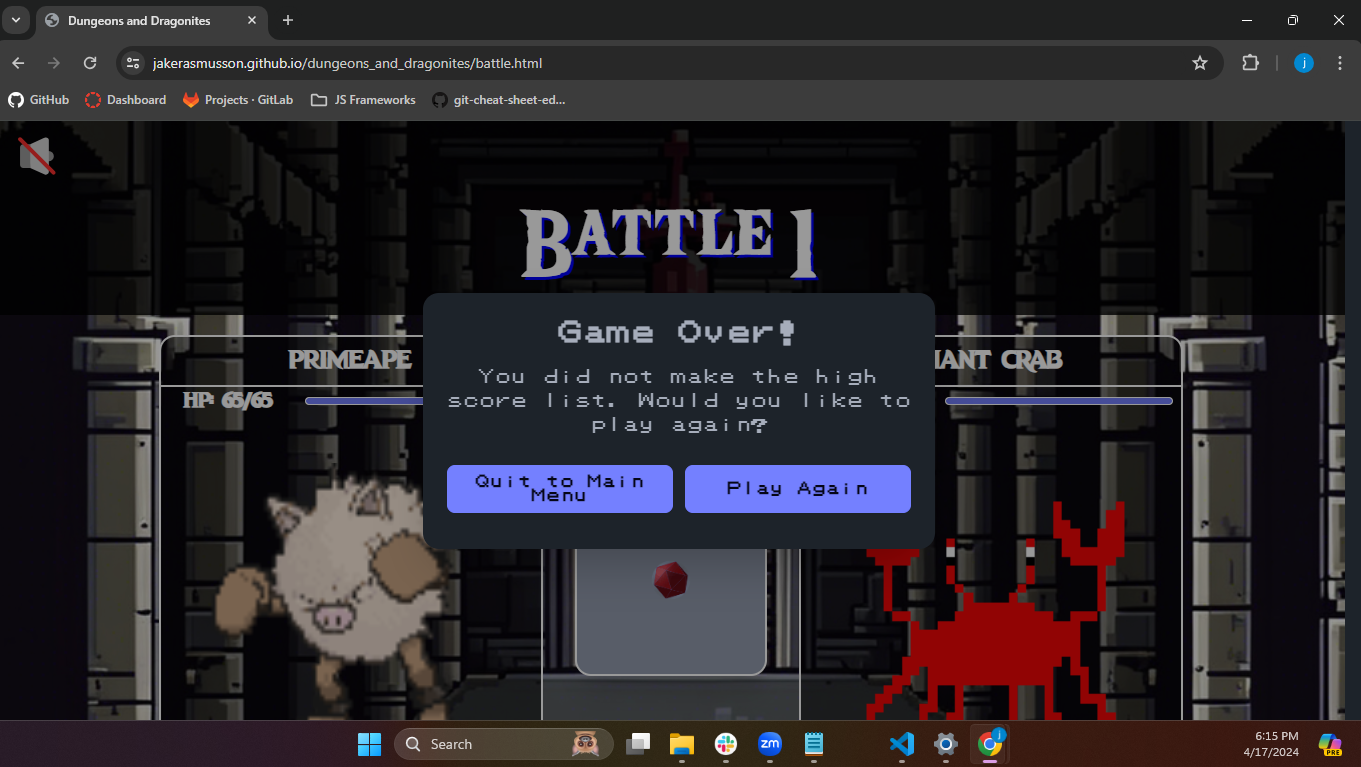 Dungeons and Dragonites
jakerasmusson.github.io/dungeons_and_dragonites/battle.html
j
GitHub
Dashboard
Projects · GitLab
JS Frameworks
git-cheat-sheet-ed...
Battle 1
Game Over!
You did not make the high
score list. Would you like to
play again?
Quit to Main
Menu
Play Again
PRIMEAPE
IANT CRAB
HP: 65/65
Search
zm
j
6:15 PM
4/17/2024
PRE